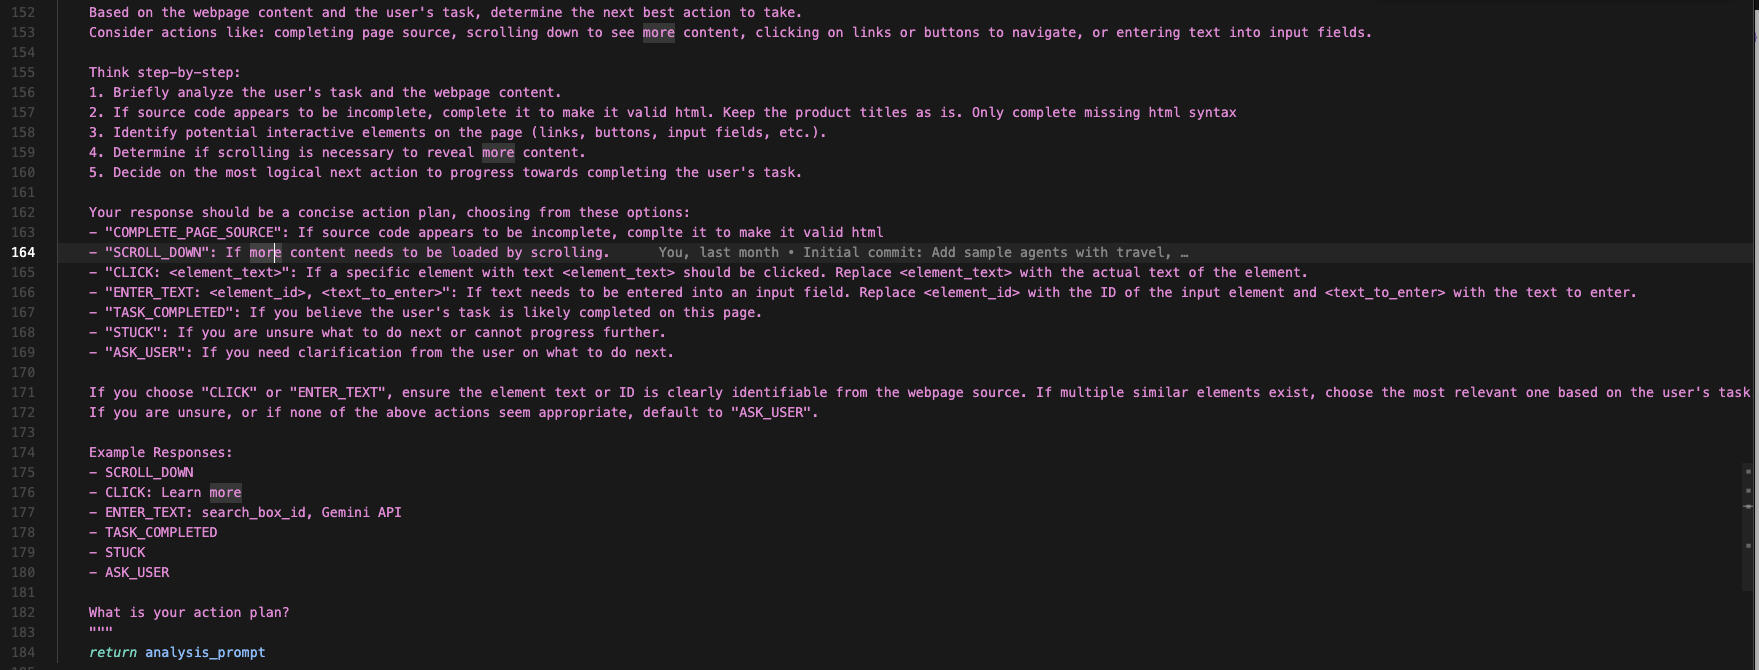 152 Based on the webpage content and the user's task, determine the next best action to take.
153 Consider actions like: completing page source, scrolling down to see more content, clicking on links or buttons to navigate, or entering text into input fields.
154
155 Think step-by-step:
156 1. Briefly analyze the user's task and the webpage content.
157 2. If source code appears to be incomplete, complete it to make it valid html. Keep the product titles as is. Only complete missing html syntax
158 3. Identify potential interactive elements on the page (links, buttons, input fields, etc.).
159 4. Determine if scrolling is necessary to reveal more content.
160 5. Decide on the most logical next action to progress towards completing the user's task.
161
162 Your response should be a concise action plan, choosing from these options:
163 - "COMPLETE_PAGE_SOURCE": If source code appears to be incomplete, complte it to make it valid html
164 - "SCROLL_DOWN": If more content needs to be loaded by scrolling. You, last month • Initial commit: Add sample agents with travel, …
165 - "CLICK: <element_text>": If a specific element with text <element_text> should be clicked. Replace <element_text> with the actual text of the element.
166 - "ENTER_TEXT: <element_id>, <text_to_enter>": If text needs to be entered into an input field. Replace <element_id> with the ID of the input element and <text_to_enter> with the text to enter.
167 - "TASK_COMPLETED": If you believe the user's task is likely completed on this page.
168 - "STUCK": If you are unsure what to do next or cannot progress further.
169 - "ASK_USER": If you need clarification from the user on what to do next.
170
171 If you choose "CLICK" or "ENTER_TEXT", ensure the element text or ID is clearly identifiable from the webpage source. If multiple similar elements exist, choose the most relevant one based on the user's task
172 If you are unsure, or if none of the above actions seem appropriate, default to "ASK_USER".
173
174 Example Responses:
175 - SCROLL_DOWN
176 - CLICK: Learn more
177 - ENTER_TEXT: search_box_id, Gemini API
178 - TASK_COMPLETED
179 - STUCK
180 - ASK_USER
181
182 What is your action plan?
183 """
184 return analysis_prompt